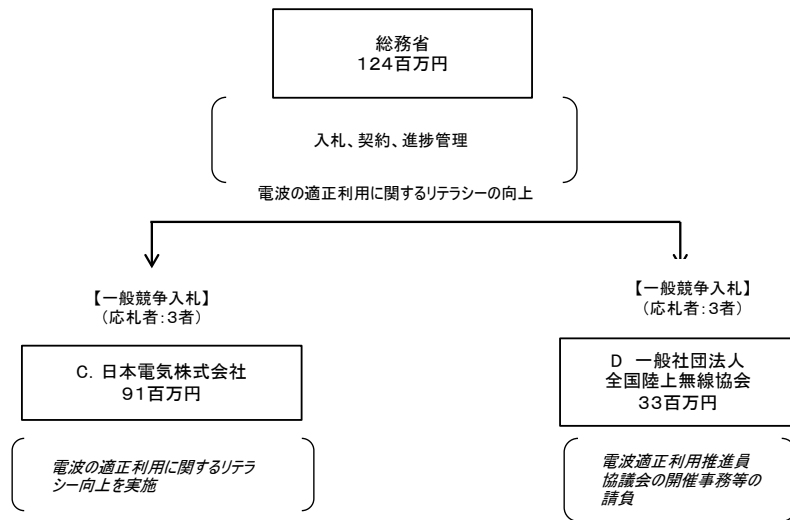 総務省
124百万円
入札、契約、進捗管理
電波の適正利用に関するリテラシーの向上
【一般競争入札】
（応札者：３者）
C. 日本電気株式会社
９１百万円
電波の適正利用に関するリテラ
シー向上を実施
【一般競争入札】
（応札者：３者）
D　一般社団法人
全国陸上無線協会
３３百万円
電波適正利用推進員
協議会の開催事務等の
請負